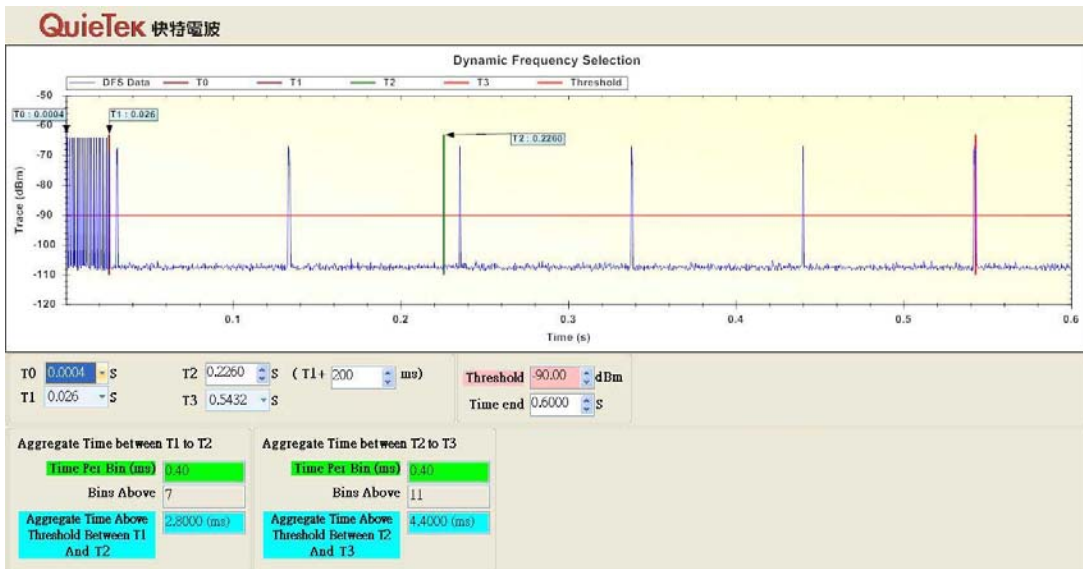 QuieTek 快特電波
Dynamic Frequency Selection
DFS Data T0 T1 T2 T3 Threshold
T0 : 0.0004
T1 : 0.026
T2 : 0.2260
Trace (dBm)
-50
-60
-70
-80
-90
-100
-110
-120
0.1 0.2 0.3 0.4 0.5 0.6
Time (s)
T0 0.0004 S T2 0.2260 S ( T1+ 200 ms) Threshold -90.00 dBm
T1 0.026 S T3 0.5432 S Time end 0.6000 S
Aggregate Time between T1 to T2
Time Per Bin (ms) 0.40
Bins Above 7
Aggregate Time Above Threshold Between T1 And T2 2.8000 (ms)
Aggregate Time between T2 to T3
Time Per Bin (ms) 0.40
Bins Above 11
Aggregate Time Above Threshold Between T2 And T3 4.4000 (ms)